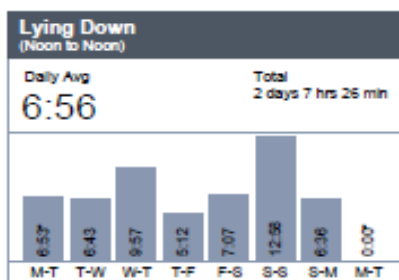 Lying Down
(Noon to Noon)
Daily Avg
6:56
Total
2 days 7 hrs 26 min
6:53*
6:43
9:57
5:12
7:07
12:58
6:36
0:00*
M-T T-W W-T T-F F-S S-S S-M M-T